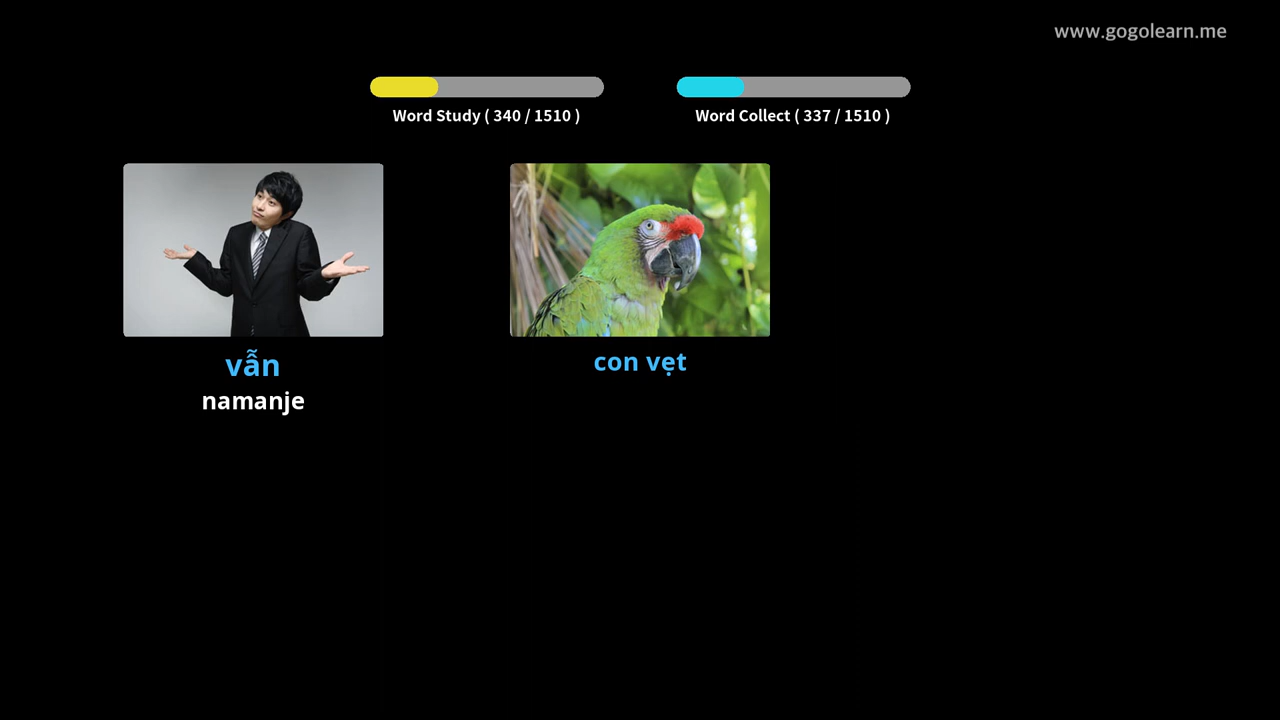 www.gogolearn.me
Word Study ( 340 / 1510 )
Word Collect ( 337 / 1510 )
vẫn
namanje
con vẹt